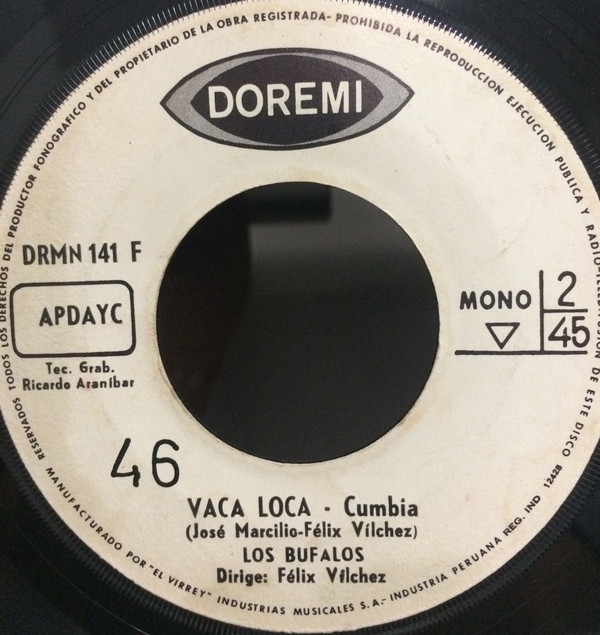 RESERVADOS TODOS LOS DERECHOS DEL PRODUCTOR FONOGRAFICO Y DEL PROPIETARIO DE LA OBRA REGISTRADA- PROHIBIDA LA REPRODUCCION EJECUCION PUBLICA Y RADIO-TELEDIFUSION DE ESTE DISCO
DOREMI
DRMN 141 F
APDAYC
Tec. Grab.
Ricardo Araníbar
MONO 2
45
46
VACA LOCA - Cumbia
(José Marcilio-Félix Vílchez)
LOS BUFALOS
Dirige: Félix Vílchez
MANUFACTURADO POR "EL VIRREY" INDUSTRIAS MUSICALES S.A.- INDUSTRIA PERUANA REG. IND 12428